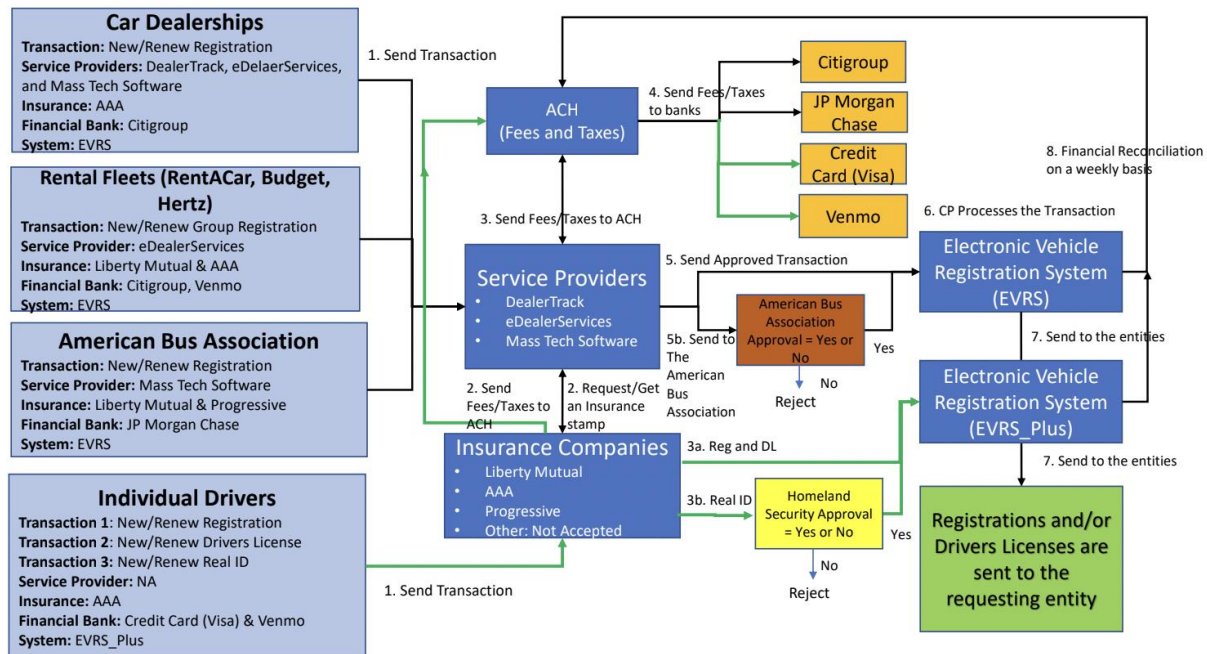 Car Dealerships
Transaction: New/Renew Registration
Service Providers: DealerTrack, eDelaerServices,
and Mass Tech Software
Insurance: AAA
Financial Bank: Citigroup
System: EVRS
Rental Fleets (RentACar, Budget,
Hertz)
Transaction: New/Renew Group Registration
Service Provider: eDealerServices
Insurance: Liberty Mutual & AAA
Financial Bank: Citigroup, Venmo
System: EVRS
American Bus Association
Transaction: New/Renew Registration
Service Provider: Mass Tech Software
Insurance: Liberty Mutual & Progressive
Financial Bank: JP Morgan Chase
System: EVRS
Individual Drivers
Transaction 1: New/Renew Registration
Transaction 2: New/Renew Drivers License
Transaction 3: New/Renew Real ID
Service Provider: NA
Insurance: AAA
Financial Bank: Credit Card (Visa) & Venmo
System: EVRS_Plus
1. Send Transaction
1. Send Transaction
ACH
(Fees and Taxes)
4. Send Fees/Taxes
to banks
Citigroup
JP Morgan
Chase
Credit
Card (Visa)
Venmo
3. Send Fees/Taxes to ACH
Service Providers
• DealerTrack
• eDealerServices
• Mass Tech Software
2. Send
Fees/Taxes to
ACH
2. Request/Get
an Insurance
stamp
Insurance Companies
• Liberty Mutual
• AAA
• Progressive
• Other: Not Accepted
5. Send Approved Transaction
5b. Send to
The
American
Bus
Association
American Bus
Association
Approval = Yes or
No
Yes
No
Reject
3a. Reg and DL
3b. Real ID
Homeland
Security Approval
= Yes or No
Yes
No
Reject
8. Financial Reconciliation
on a weekly basis
6. CP Processes the Transaction
Electronic Vehicle
Registration System
(EVRS)
7. Send to the entities
Electronic Vehicle
Registration System
(EVRS_Plus)
7. Send to the entities
Registrations and/or
Drivers Licenses are
sent to the
requesting entity